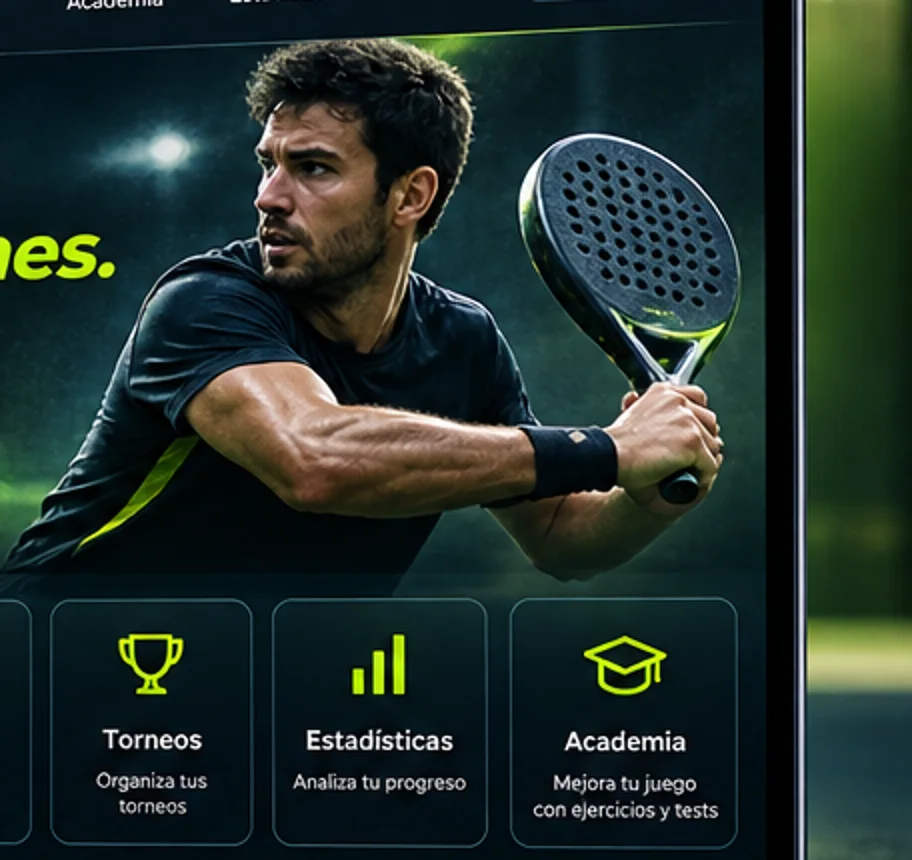 Academia
nes.
Torneos
Organiza tus
torneos
Estadísticas
Analiza tu progreso
Academia
Mejora tu juego
con ejercicios y tests